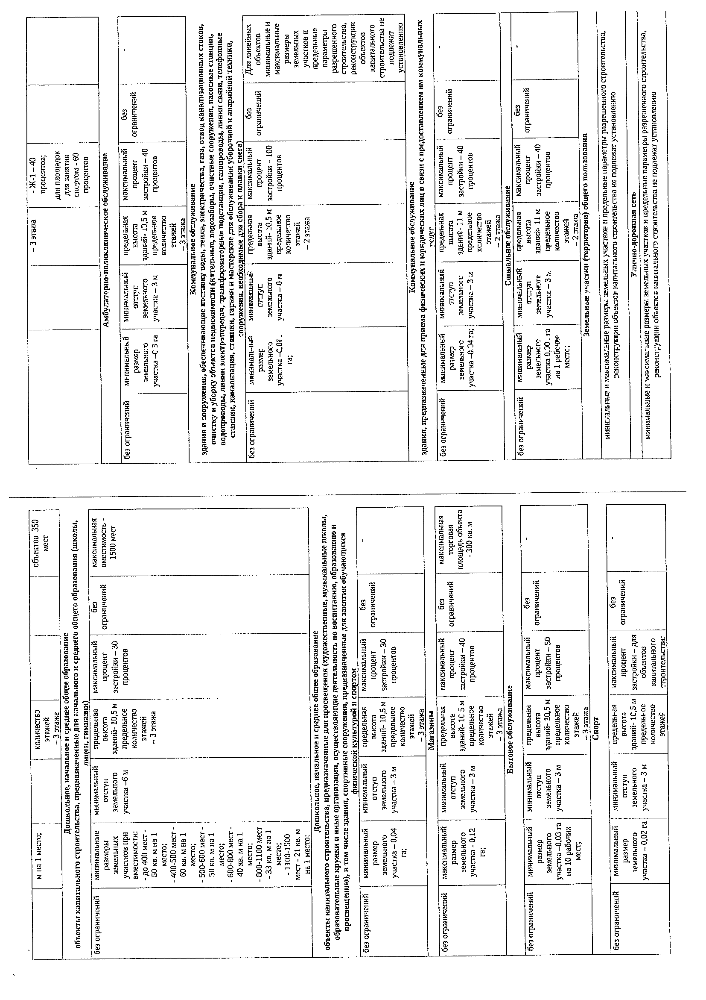 м на 1 место;
количество
этажей
– 3 этажа
объектов 350
мест
Дошкольное, начальное и среднее общее образование
объекты капитального строительства, предназначенные для начального и среднего общего образования (школы,
лицеи, гимназии)
без ограничений
минимальные
размеры
земельных
участков при
вместимости:
- до 400 мест -
50 кв. м на 1
место;
- 400-500 мест -
60 кв. м на 1
место;
- 500-600 мест -
50 кв. м на 1
место;
- 600-800 мест -
40 кв. м на 1
место;
- 800-1100 мест
- 33 кв. м на 1
место;
- 1100-1500
мест - 21 кв. м
на 1 место;
минимальный
отступ
земельного
участка –6 м
предельная
высота
зданий- 10,5 м
предельное
количество
этажей
– 3 этажа
максимальный
процент
застройки – 30
процентов
без
ограничений
максимальная
вместимость -
1500 мест
Дошкольное, начальное и среднее общее образование
объекты капитального строительства, предназначенные для просвещения (художественные, музыкальные школы,
образовательные кружки и иные организации, осуществляющие деятельность по воспитанию, образованию и
просвещению), в том числе здания, спортивные сооружения, предназначенные для занятия обучающихся
физической культурой и спортом
без ограничений
минимальный
размер
земельного
участка – 0,04
га;
минимальный
отступ
земельного
участка – 3 м
предельная
высота
зданий- 10,5 м
предельное
количество
этажей
– 3 этажа
максимальный
процент
застройки – 30
процентов
без
ограничений
-
Магазины
без ограничений
максимальный
размер
земельного
участка - 0,12
га;
минимальный
отступ
земельного
участка – 3 м
предельная
высота
зданий- 10 5 м
предельное
количество
этажей
– 3 этажа
максимальный
процент
застройки – 40
процентов
без
ограничений
максимальная
торговая
площадь объекта
- 300 кв. м
Бытовое обслуживание
без ограничений
минимальный
размер
земельного
участка –0,03 га
на 10 рабочих
мест;
минимальный
отступ
земельного
участка – 3 м
предельная
высота
зданий- 10,5 м
предельное
количество
этажей
– 3 этажа
максимальный
процент
застройки – 50
процентов
без
ограничений
-
Спорт
без ограничений
минимальный
размер
земельного
участка – 0,02 га
минимальный
отступ
земельного
участка – 3 м
предельная
высота
зданий- 10,5 м
предельное
количество
этажей
максимальный
процент
застройки – для
объектов
капитального
строительства:
без
ограничений
-
– 3 этажа
- Ж-1 – 40
процентов;
для площадок
для занятия
спортом - 60
процентов
Амбулаторно-поликлиническое обслуживание
без ограничений
минимальный
размер
земельного
участка –0,3 га
минимальный
отступ
земельного
участка – 3 м
предельная
высота
зданий- 10,5 м
предельное
количество
этажей
– 3 этажа
максимальный
процент
застройки – 40
процентов
без
ограничений
-
Коммунальное обслуживание
здания и сооружения, обеспечивающие поставку воды, тепла, электричества, газа, отвод канализационных стоков,
очистку и уборку объектов недвижимости (котельные, водозаборы, очистные сооружения, насосные станции,
водопроводы, линии электропередач, трансформаторные подстанции, газопроводы, линии связи, телефонные
станции, канализация, стоянки, гаражи и мастерские для обслуживания уборочной и аварийной техники,
сооружения, необходимые для сбора и плавки снега)
без ограничений
минимальный
размер
земельного
участка
га;
минимальный
отступ
земельного
участка – 0 м
предельная
высота
зданий- 10,5 м
предельное
количество
этажей
– 2 этажа
максимальный
процент
застройки – 100
процентов
без
ограничений
Для линейных
объектов
минимальные и
максимальные
размеры
земельных
участков и
предельные
параметры
разрешенного
строительства,
реконструкции
объектов
капитального
строительства не
подлежат
установлению
Коммунальное обслуживание
здания, предназначенные для приема физических и юридических лиц в связи с предоставлением им коммунальных
услуг
без ограничений
минимальный
размер
земельного
участка –0.04 га;
минимальный
отступ
земельного
участка – 3 м
предельная
высота
зданий- 11 м
предельное
количество
этажей
– 2 этажа
максимальный
процент
застройки – 40
процентов
без
ограничений
-
Социальное обслуживание
без ограничений
минимальный
размер
земельного
участка га
на 1 рабочее
место;
минимальный
отступ
земельного
участка – 3 м
предельная
высота
зданий- 11 м
предельное
количество
этажей
– 2 этажа
максимальный
процент
застройки – 40
процентов
без
ограничений
-
Земельные участки (территории) общего пользования
минимальные и максимальные размеры земельных участков и предельные параметры разрешенного строительства,
реконструкции объектов капитального строительства не подлежат установлению
Улично-дорожная сеть
минимальные и максимальные размеры земельных участков и предельные параметры разрешенного строительства,
реконструкции объектов капитального строительства не подлежат установлению